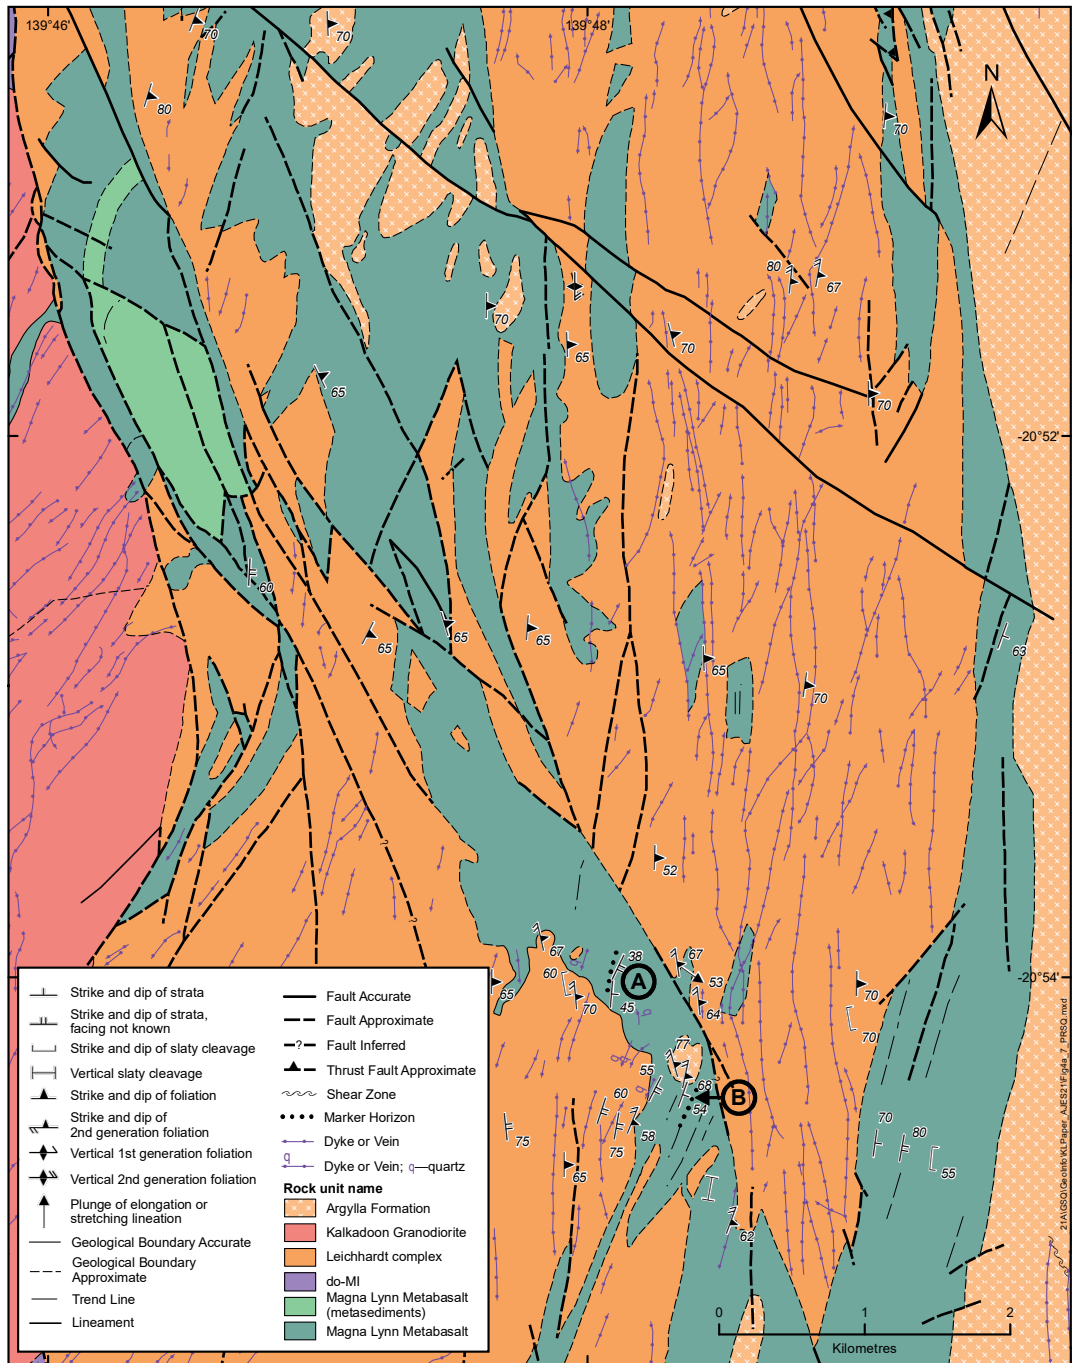 139°46'
139°48'
70
70
80
N
70
80
67
70
65
70
65
70
-20°52'
60
65
65
65
63
65
70
52
67
38
67
53
60
A
-20°54'
65
70
45
64
70
70
77
55
68
B
60
54
58
75
75
65
70
80
55
62
Strike and dip of strata
Strike and dip of strata,
facing not known
Strike and dip of slaty cleavage
Vertical slaty cleavage
Strike and dip of foliation
Strike and dip of
2nd generation foliation
Vertical 1st generation foliation
Vertical 2nd generation foliation
Plunge of elongation or
stretching lineation
Geological Boundary Accurate
Geological Boundary
Approximate
Trend Line
Lineament
Fault Accurate
Fault Approximate
Fault Inferred
Thrust Fault Approximate
Shear Zone
Marker Horizon
Dyke or Vein
Dyke or Vein; q—quartz
Rock unit name
Argylla Formation
Kalkadoon Granodiorite
Leichhardt complex
do-MI
Magna Lynn Metabasalt
(metasediments)
Magna Lynn Metabasalt
0 1 2
Kilometres